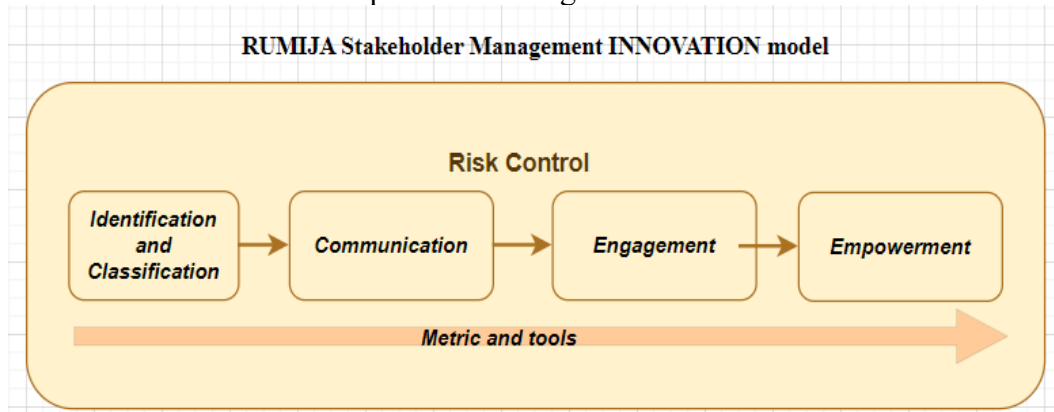 RUMIJA Stakeholder Management INNOVATION model
Risk Control
Identification
and
Classification
Communication
Engagement
Empowerment
Metric and tools